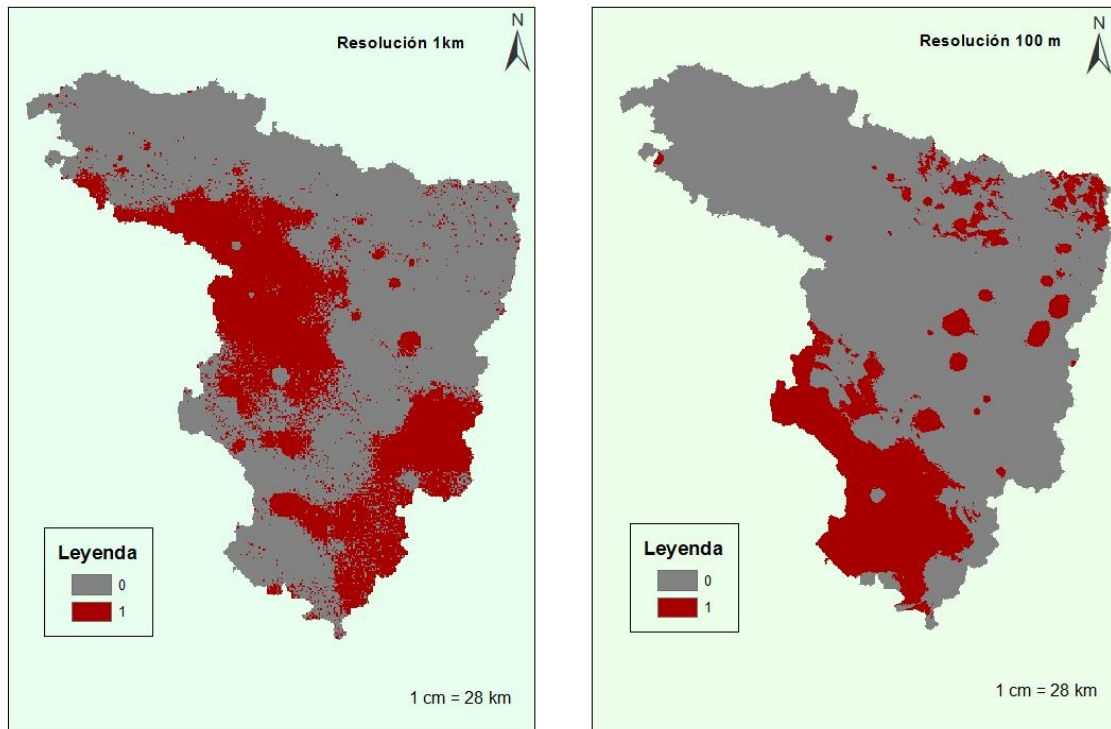 Resolución 1km
N
Leyenda
0
1
1 cm = 28 km
Resolución 100 m
N
Leyenda
0
1
1 cm = 28 km